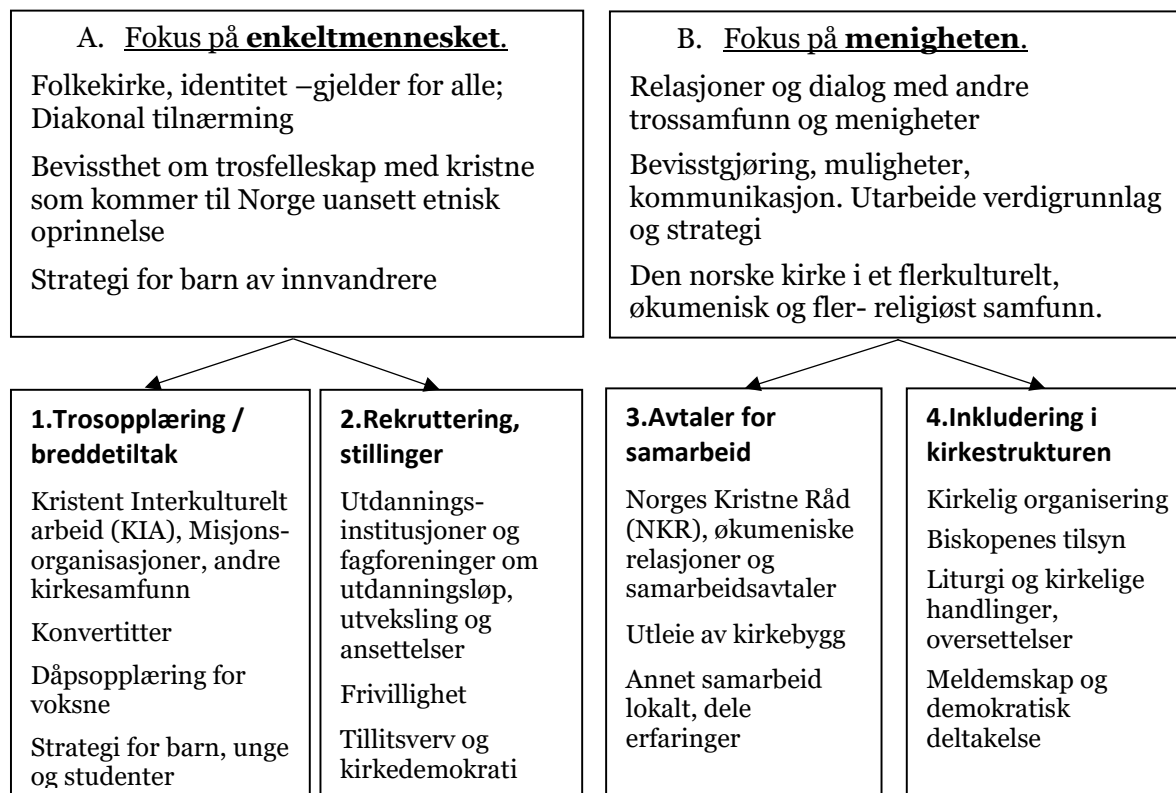 A. Fokus på enkeltmennesket.
Folkekirke, identitet –gjelder for alle;
Diakonal tilnærming
Bevissthet om trosfelleskap med kristne
som kommer til Norge uansett etnisk
oprinnelse
Strategi for barn av innvandrere
B. Fokus på menigheten.
Relasjoner og dialog med andre
trossamfunn og menigheter
Bevisstgjøring, muligheter,
kommunikasjon. Utarbeide verdigrunnlag
og strategi
Den norske kirke i et flerkulturelt,
økumenisk og fler- religiøst samfunn.
1.Trosopplæring /
breddetiltak
Kristent Interkulturelt
arbeid (KIA), Misjons-
organisasjoner, andre
kirkesamfunn
Konvertitter
Dåpsopplæring for
voksne
Strategi for barn, unge
og studenter
2.Rekruttering,
stillinger
Utdannings-
institusjoner og
fagforeninger om
utdanningsløp,
utveksling og
ansettelser
Frivillighet
Tillitsverv og
kirkedemokrati
3.Avtaler for
samarbeid
Norges Kristne Råd
(NKR), økumeniske
relasjoner og
samarbeidsavtaler
Utleie av kirkebygg
Annet samarbeid
lokalt, dele
erfaringer
4.Inkludering i
kirkestrukturen
Kirkelig organisering
Biskopenes tilsyn
Liturgi og kirkelige
handlinger,
oversettelser
Meldemskap og
demokratisk
deltakelse